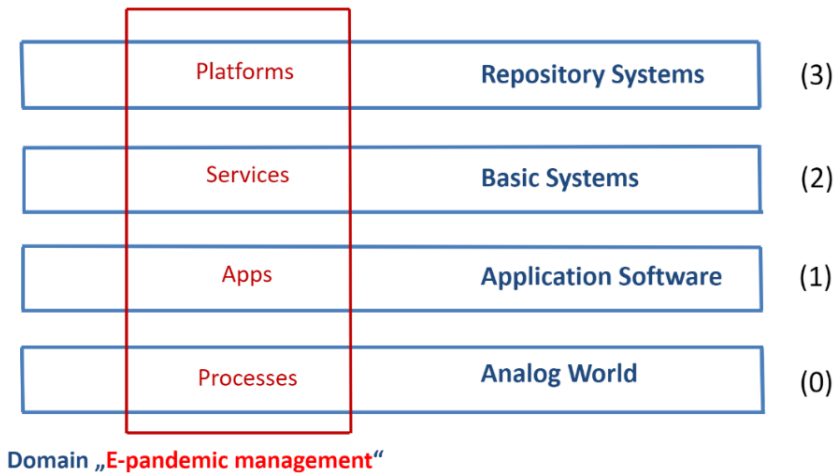 Platforms Repository Systems (3)
Services Basic Systems (2)
Apps Application Software (1)
Processes Analog World (0)
Domain „E-pandemic management“